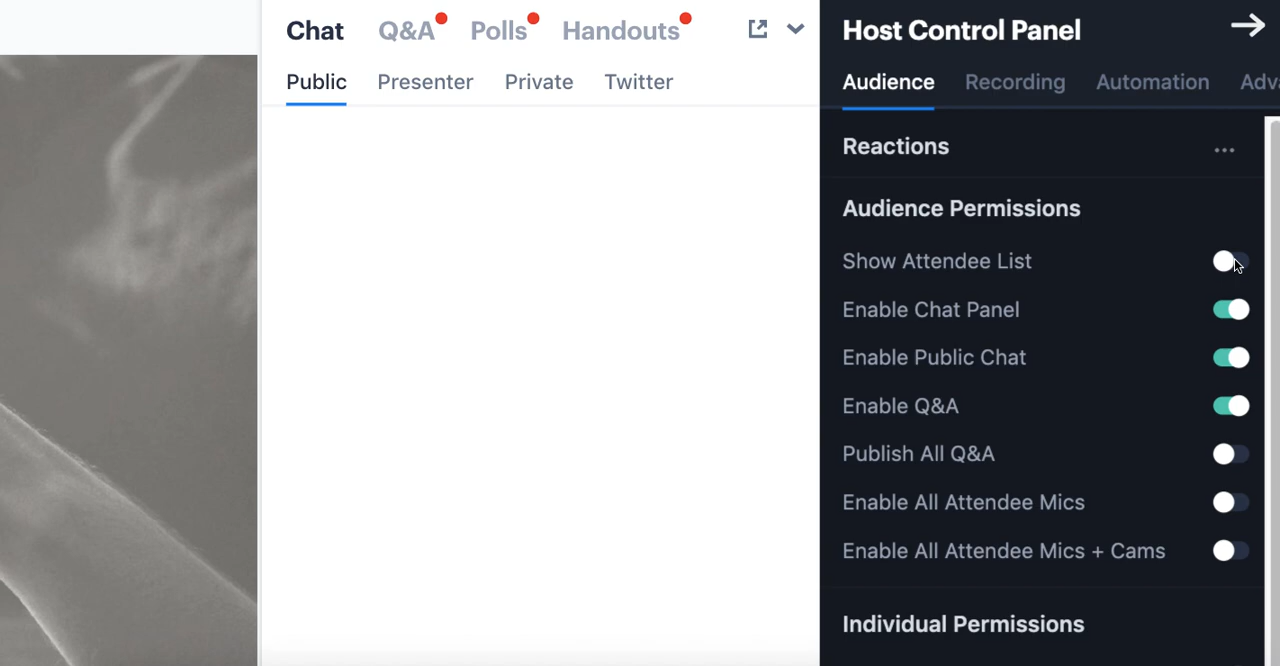 Chat Q&A Polls Handouts
Public Presenter Private Twitter
Host Control Panel
Audience Recording Automation Adva
Reactions
Audience Permissions
Show Attendee List
Enable Chat Panel
Enable Public Chat
Enable Q&A
Publish All Q&A
Enable All Attendee Mics
Enable All Attendee Mics + Cams
Individual Permissions